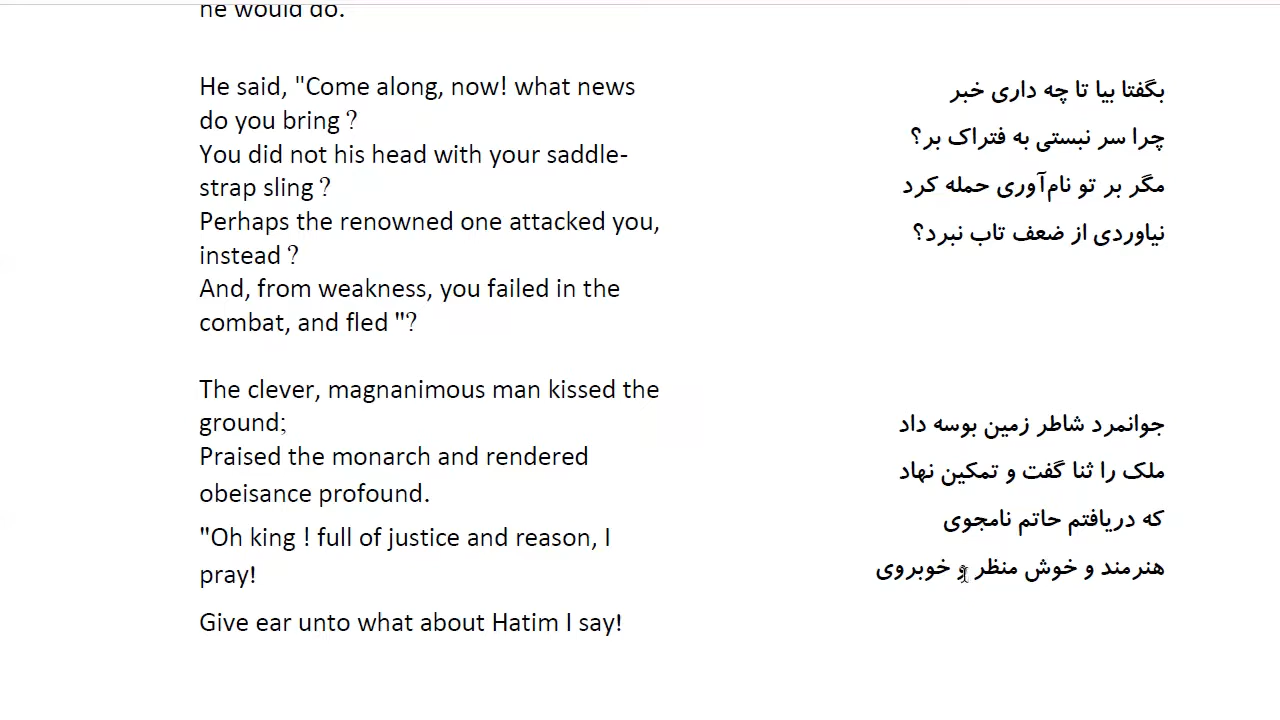 he would do.
He said, "Come along, now! what news
do you bring ?
You did not his head with your saddle-
strap sling ?
Perhaps the renowned one attacked you,
instead ?
And, from weakness, you failed in the
combat, and fled "?
The clever, magnanimous man kissed the
ground;
Praised the monarch and rendered
obeisance profound.
"Oh king ! full of justice and reason, I
pray!
Give ear unto what about Hatim I say!
بگفتا بیا تا چه داری خبر
چرا سر نبستی به فتراک بر؟
مگر بر تو نام‌آوری حمله کرد
نیاوردی از ضعف تاب نبرد؟
جوانمرد شاطر زمین بوسه داد
ملک را ثنا گفت و تمکین نهاد
که دریافتم حاتم نامجوی
هنرمند و خوش منظر و خوبروی